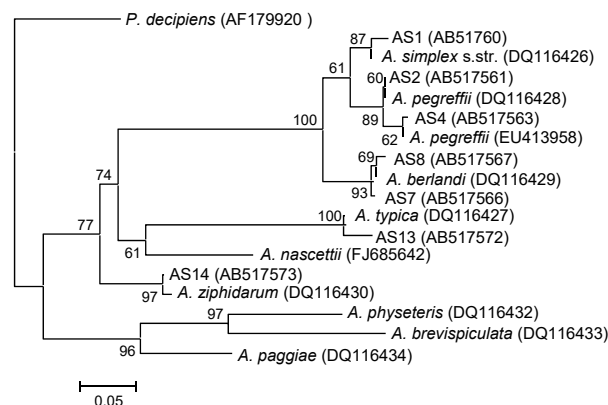 P. decipiens (AF179920 )
87
AS1 (AB51760)
A. simplex s.str. (DQ116426)
61
60
AS2 (AB517561)
A. pegreffii (DQ116428)
100
89
AS4 (AB517563)
62
A. pegreffii (EU413958)
69
AS8 (AB517567)
74
A. berlandi (DQ116429)
93
AS7 (AB517566)
77
100
A. typica (DQ116427)
AS13 (AB517572)
61
A. nascettii (FJ685642)
AS14 (AB517573)
97
A. ziphidarum (DQ116430)
97
A. physeteris (DQ116432)
A. brevispiculata (DQ116433)
96
A. paggiae (DQ116434)
0.05